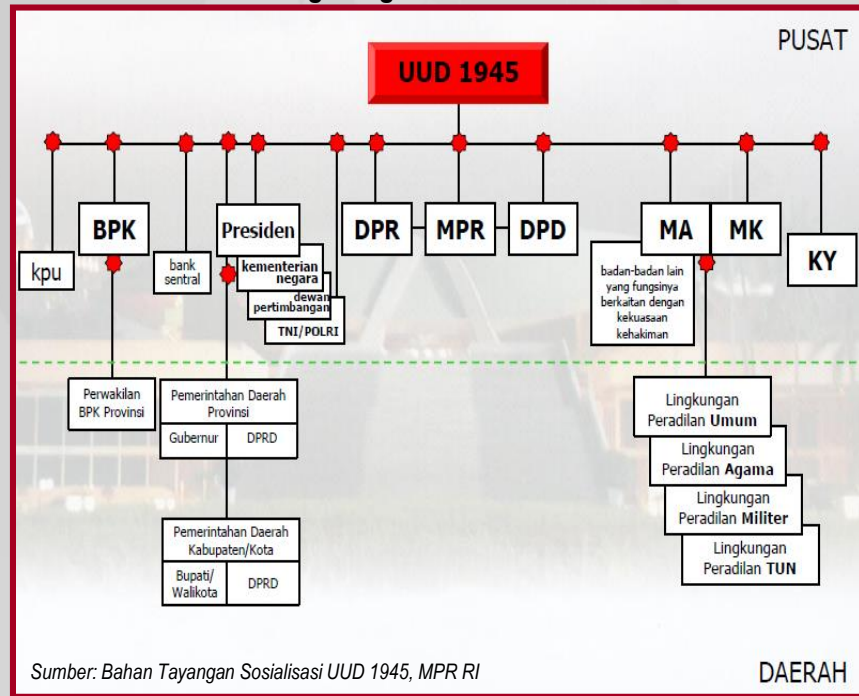 PUSAT
UUD 1945
kpu
BPK
bank
sentral
Presiden
kementerian
negara
dewan
pertimbangan
TNI/POLRI
DPR
MPR
DPD
MA
MK
KY
badan-badan lain
yang fungsinya
berkaitan dengan
kekuasaan
kehakiman
Perwakilan
BPK Provinsi
Pemerintahan Daerah
Provinsi
Gubernur
DPRD
Pemerintahan Daerah
Kabupaten/Kota
Bupati/
Walikota
DPRD
Lingkungan
Peradilan Umum
Lingkungan
Peradilan Agama
Lingkungan
Peradilan Militer
Lingkungan
Peradilan TUN
Sumber: Bahan Tayangan Sosialisasi UUD 1945, MPR RI
DAERAH